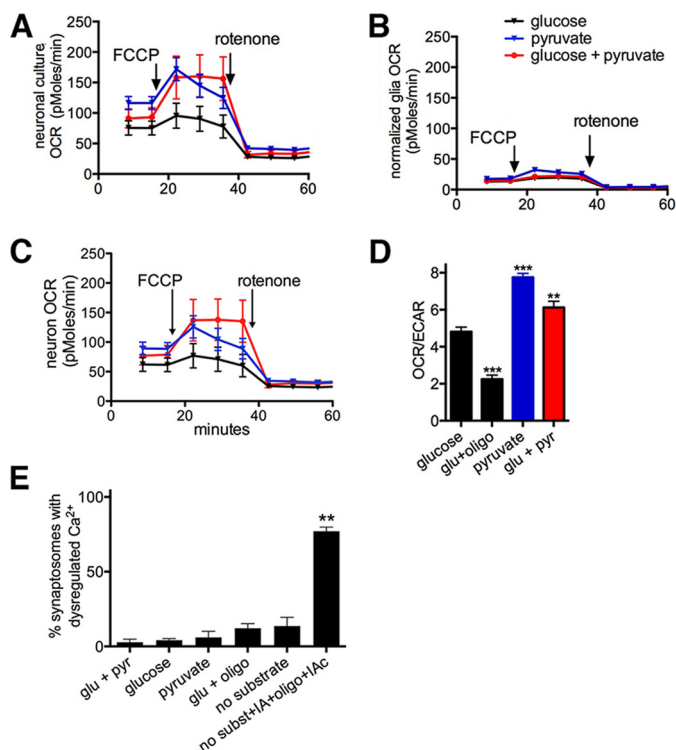 A
neuronal culture
OCR (pMoles/min)
250
200
150
100
50
0
FCCP
rotenone
0
20
40
60
B
glucose
pyruvate
glucose + pyruvate
normalized glia OCR
(pMoles/min)
250
200
150
100
50
0
FCCP
rotenone
0
20
40
60
C
neuron OCR
(pMoles/min)
250
200
150
100
50
0
FCCP
rotenone
0
20
40
60
minutes
D
OCR/ECAR
8
6
4
2
0
***
***
**
glucose
glu+oligo
pyruvate
glu + pyr
E
% synaptosomes with
dysregulated Ca²⁺
100
50
0
**
glu + pyr
glucose
pyruvate
glu + oligo
no substrate
no subst+IA+oligo+IAc